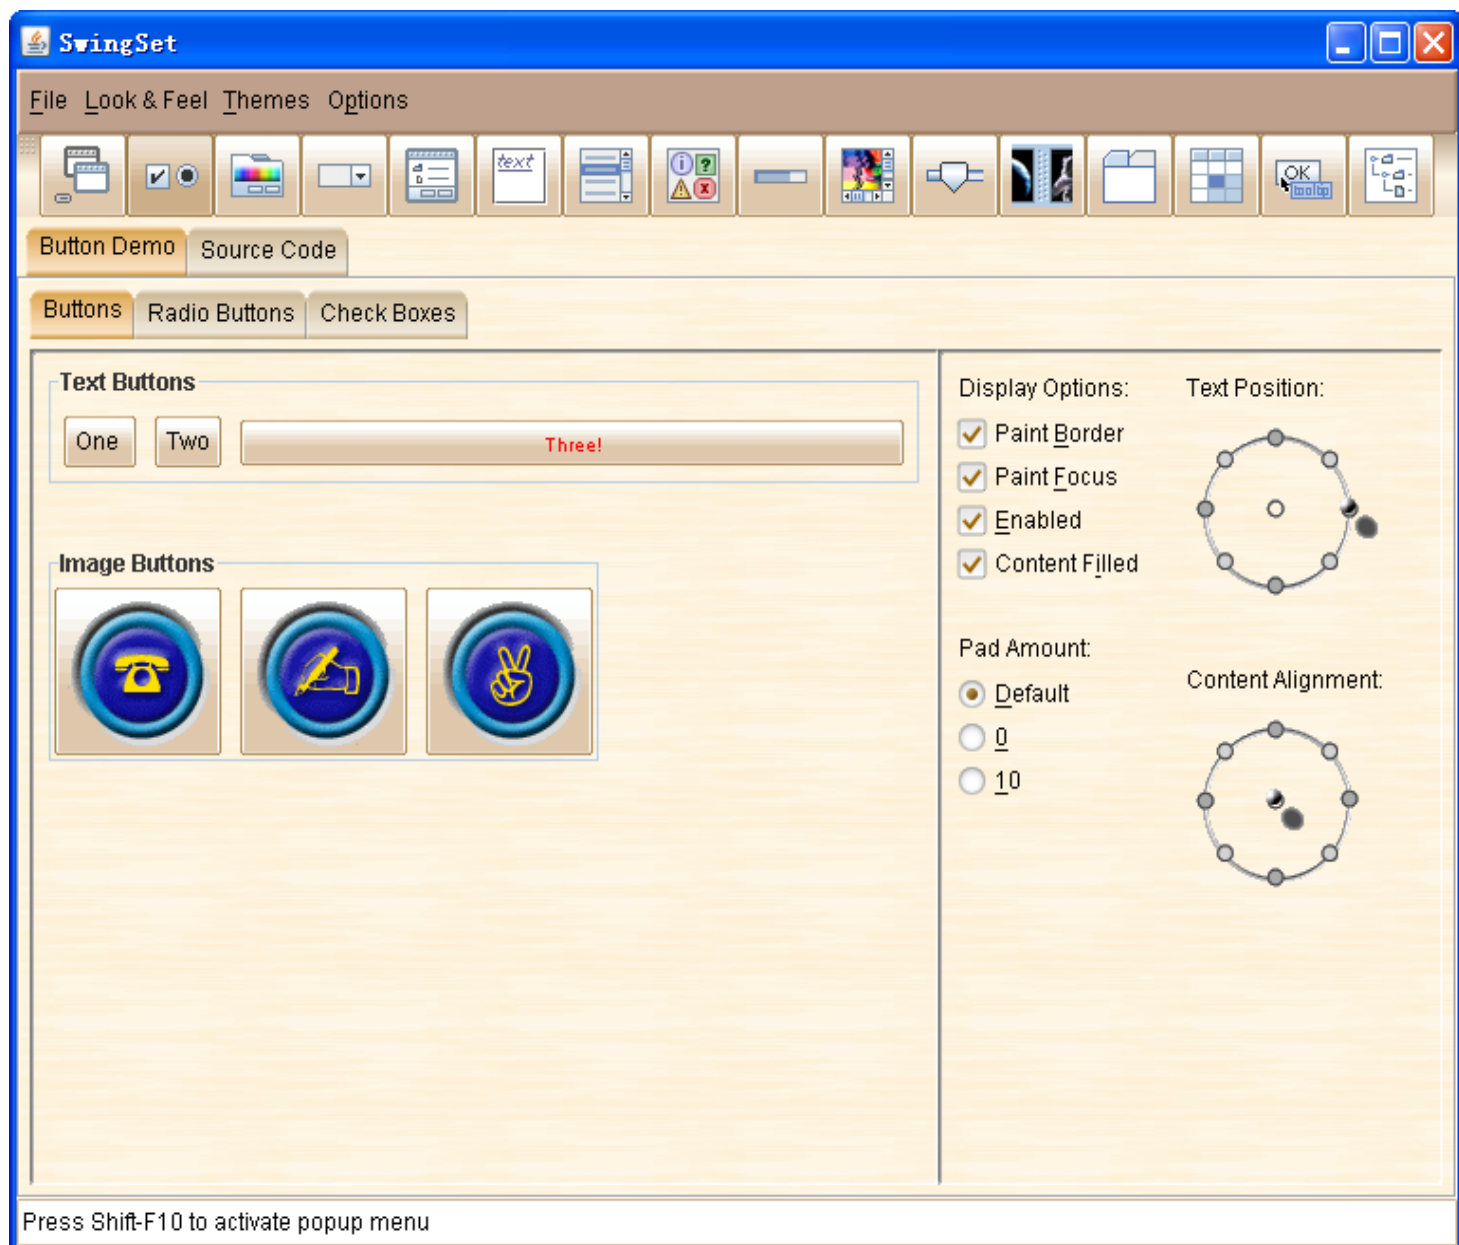 SwingSet
File Look & Feel Themes Options
text
OK
tooltip
Button Demo Source Code
Buttons Radio Buttons Check Boxes
Text Buttons
One Two Three!
Image Buttons
Display Options:
Paint Border
Paint Focus
Enabled
Content Filled
Text Position:
Pad Amount:
Default
0
10
Content Alignment:
Press Shift-F10 to activate popup menu